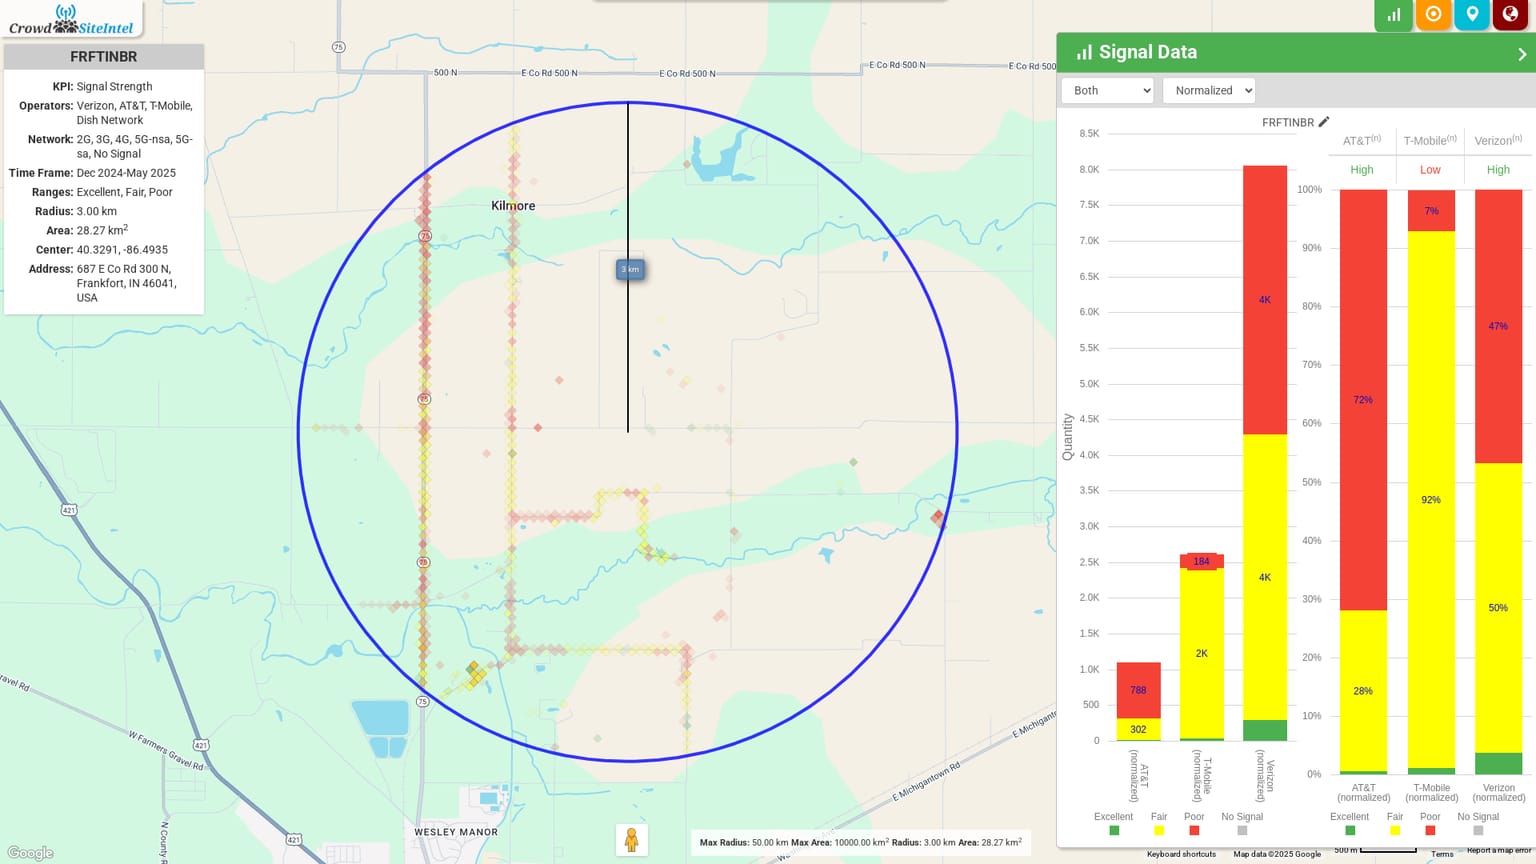 Crowd SiteIntel
FRFTINBR
KPI: Signal Strength
Operators: Verizon, AT&T, T-Mobile,
Dish Network
Network: 2G, 3G, 4G, 5G-nsa, 5G-
sa, No Signal
Time Frame: Dec 2024-May 2025
Ranges: Excellent, Fair, Poor
Radius: 3.00 km
Area: 28.27 km²
Center: 40.3291, -86.4935
Address: 687 E Co Rd 300 N,
Frankfort, IN 46041,
USA
75
500 N
E Co Rd 500 N
E Co Rd 500 N
E Co Rd 500 N
E Co Rd 500
Kilmore
75
3 km
75
421
75
75
421
W Farmers Gravel Rd
ravel Rd
N County Rd
421
WESLEY MANOR
E Michigantown Rd
E Michigant
Google
Max Radius: 50.00 km Max Area: 10000.00 km² Radius: 3.00 km Area: 28.27 km²
Keyboard shortcuts
Map data ©2025 Google
500 m
Terms
Report a map error
Signal Data
Both
Normalized
FRFTINBR
Quantity
8.5K
8.0K
7.5K
7.0K
6.5K
6.0K
5.5K
5.0K
4.5K
4.0K
3.5K
3.0K
2.5K
2.0K
1.5K
1.0K
500
0
788
302
184
2K
4K
4K
AT&T
(normalized)
T-Mobile
(normalized)
Verizon
(normalized)
Excellent
Fair
Poor
No Signal
AT&T(n)
T-Mobile(n)
Verizon(n)
High
Low
High
100%
90%
80%
70%
60%
50%
40%
30%
20%
10%
0%
72%
28%
7%
92%
47%
50%
AT&T
(normalized)
T-Mobile
(normalized)
Verizon
(normalized)
Excellent
Fair
Poor
No Signal